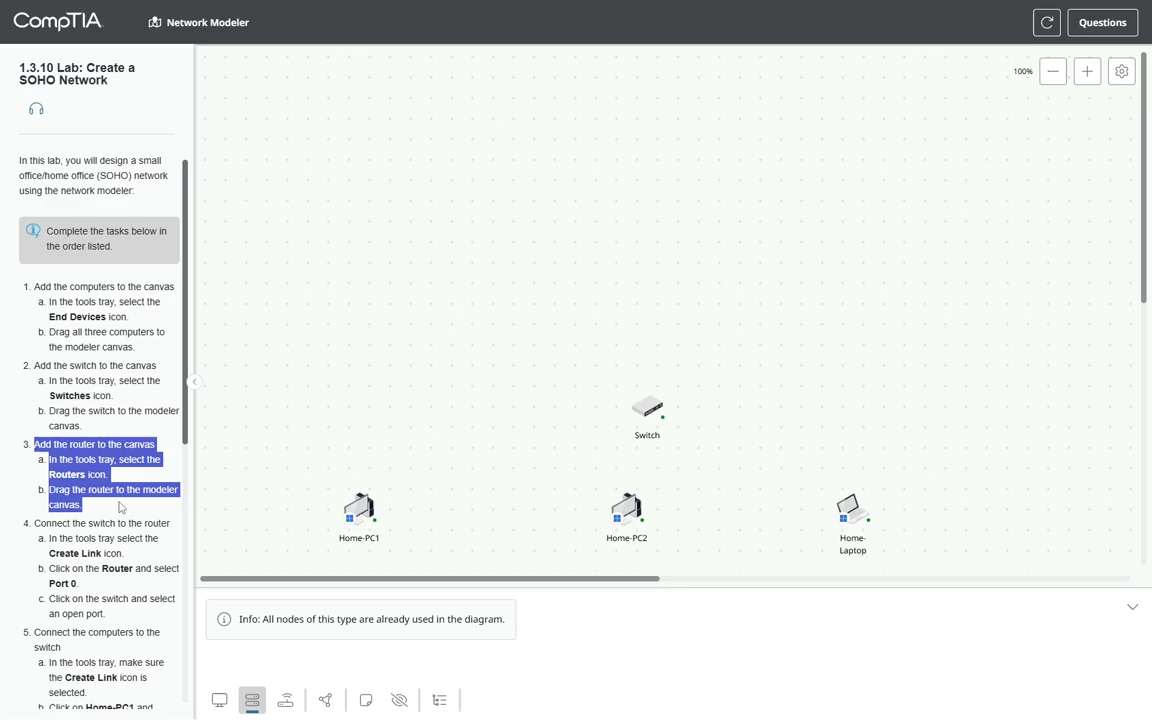 CompTIA.
Network Modeler
Questions
1.3.10 Lab: Create a
SOHO Network
In this lab, you will design a small
office/home office (SOHO) network
using the network modeler:
Complete the tasks below in
the order listed.
1. Add the computers to the canvas
a. In the tools tray, select the
End Devices icon.
b. Drag all three computers to
the modeler canvas.
2. Add the switch to the canvas
a. In the tools tray, select the
Switches icon.
b. Drag the switch to the modeler
canvas.
3. Add the router to the canvas
a. In the tools tray, select the
Routers icon.
b. Drag the router to the modeler
canvas.
4. Connect the switch to the router
a. In the tools tray select the
Create Link icon.
b. Click on the Router and select
Port 0.
c. Click on the switch and select
an open port.
5. Connect the computers to the
switch
a. In the tools tray, make sure
the Create Link icon is
selected.
b. Click on Home-PC1 and
100%
Switch
Home-PC1
Home-PC2
Home-
Laptop
Info: All nodes of this type are already used in the diagram.